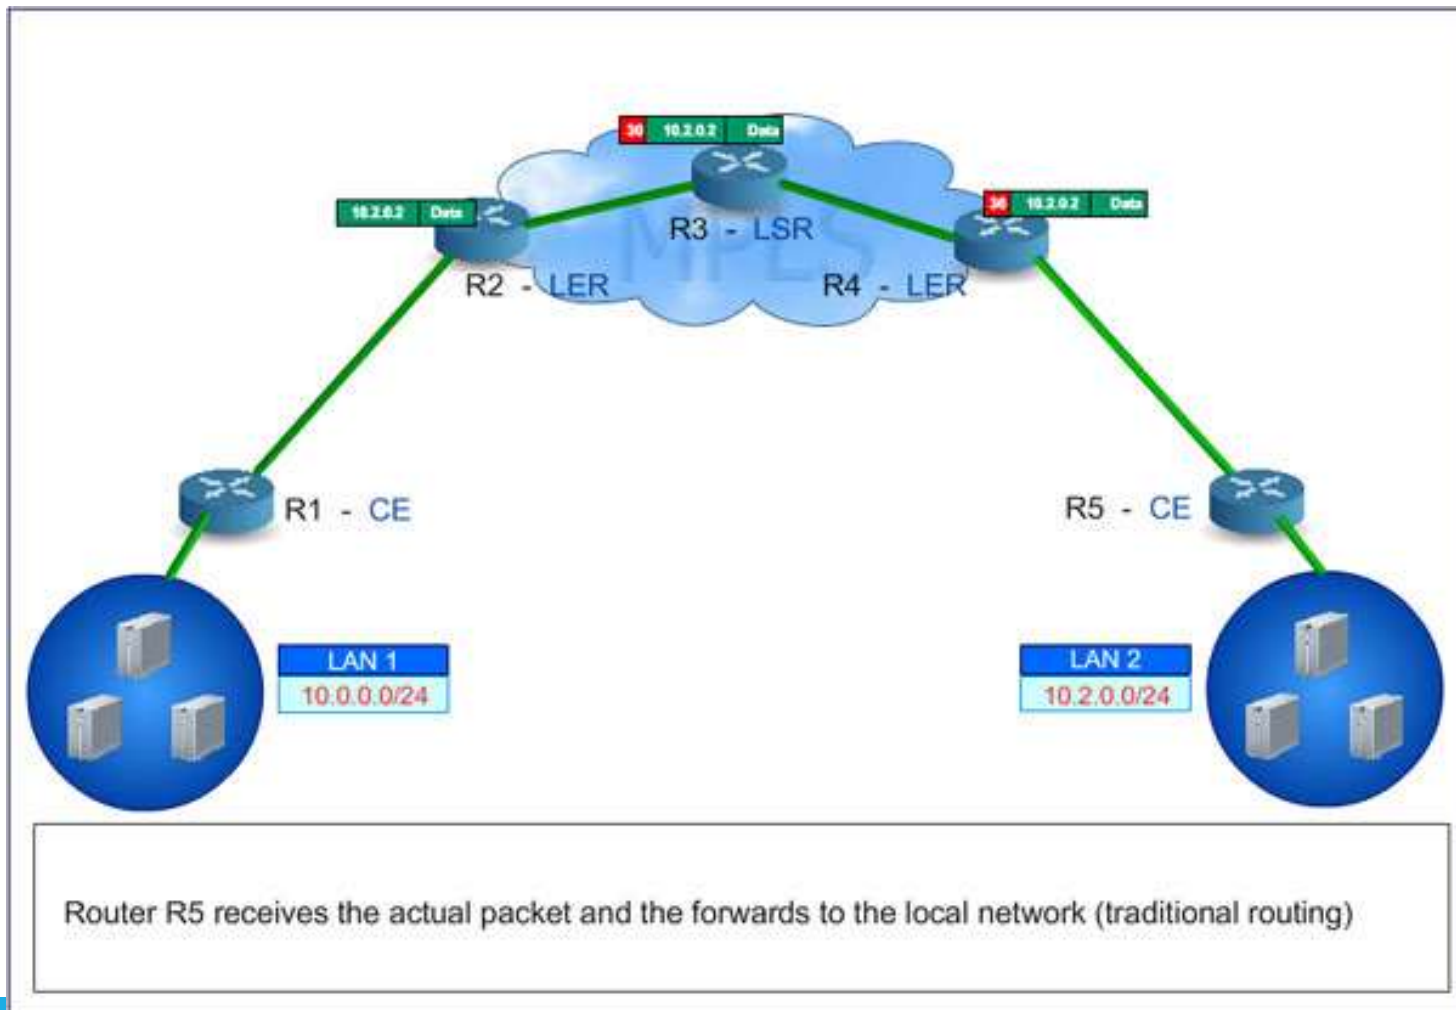 30 10.2.0.2 Data
10.2.0.2 Data
36 10.2.0.2 Data
MPLS
R3 - LSR
R2 - LER
R4 - LER
R1 - CE
R5 - CE
LAN 1
10.0.0.0/24
LAN 2
10.2.0.0/24
Router R5 receives the actual packet and the forwards to the local network (traditional routing)